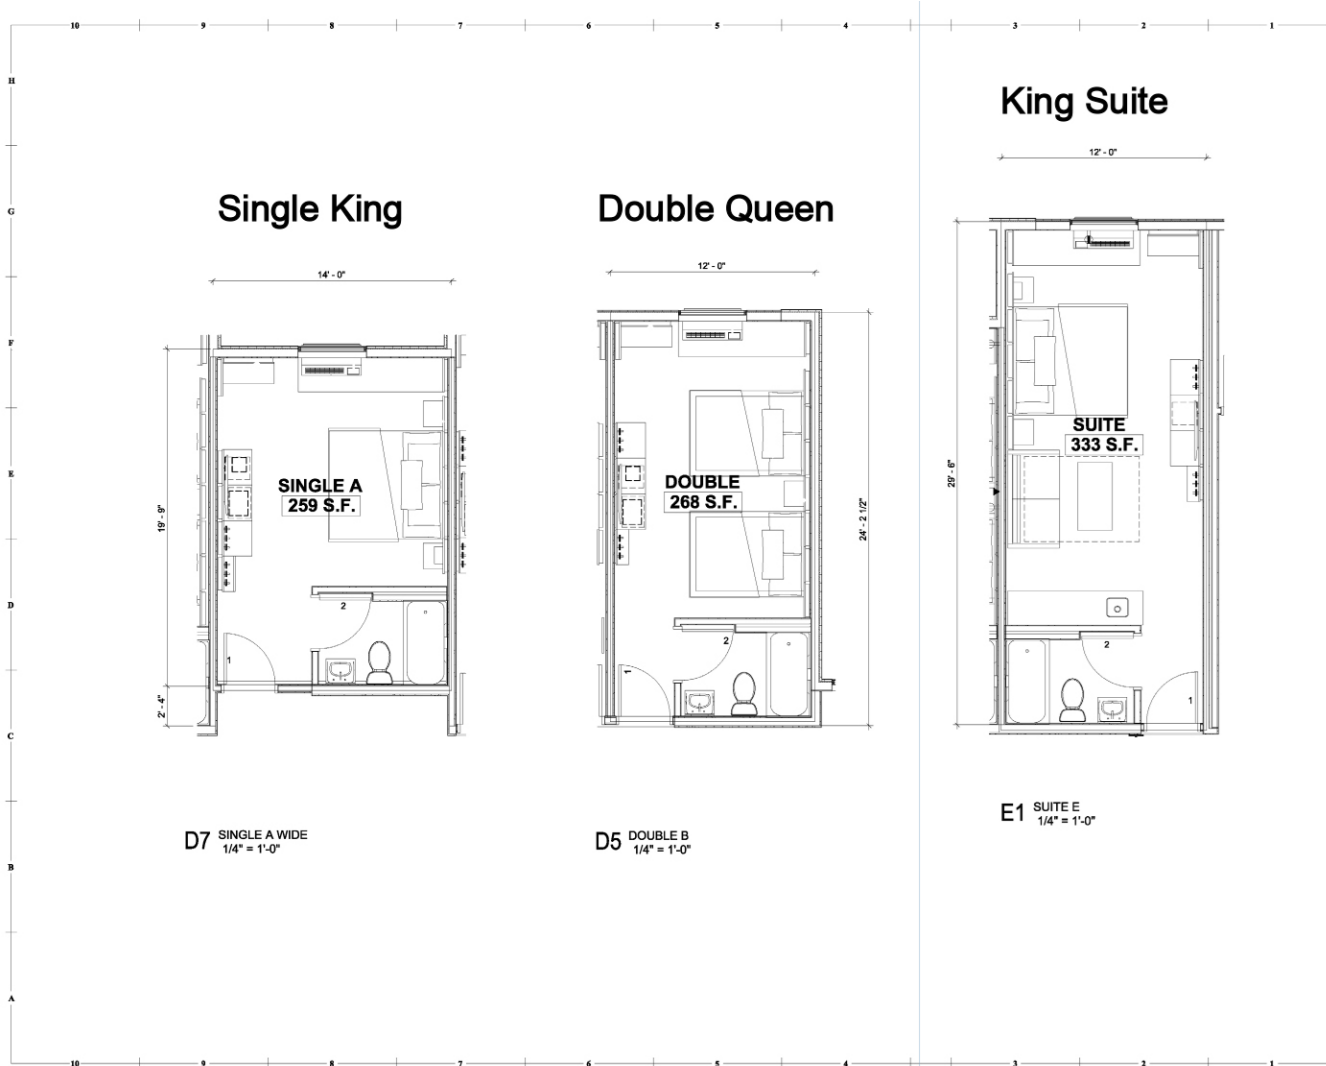 10 9 8 7 6 5 4 3 2 1
H
G
F
E
D
C
B
A
King Suite
12' - 0"
Single King
Double Queen
14' - 0"
12' - 0"
SUITE
333 S.F.
29' - 6"
2
1
SINGLE A
259 S.F.
19' - 9"
2' - 4"
2
1
DOUBLE
268 S.F.
24' - 2 1/2"
2
1
E1 SUITE E
1/4" = 1'-0"
D7 SINGLE A WIDE
1/4" = 1'-0"
D5 DOUBLE B
1/4" = 1'-0"
10 9 8 7 6 5 4 3 2 1